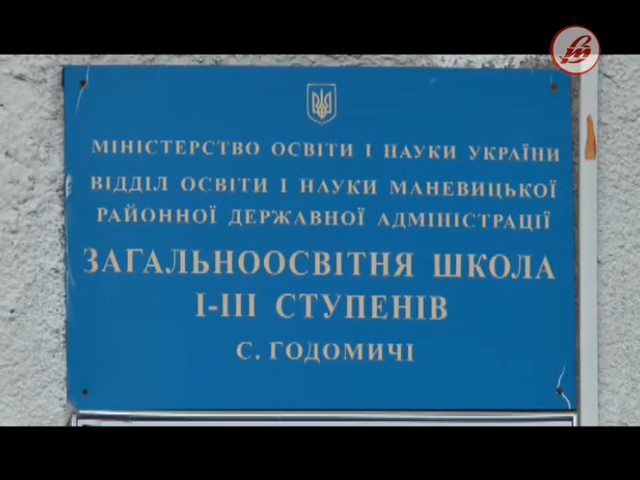 МІНІСТЕРСТВО ОСВІТИ І НАУКИ УКРАЇНИ
ВІДДІЛ ОСВІТИ І НАУКИ МАНЕВИЦЬКОЇ
РАЙОННОЇ ДЕРЖАВНОЇ АДМІНІСТРАЦІЇ
ЗАГАЛЬНООСВІТНЯ ШКОЛА
І-ІІІ СТУПЕНІВ
С. ГОДОМИЧІ